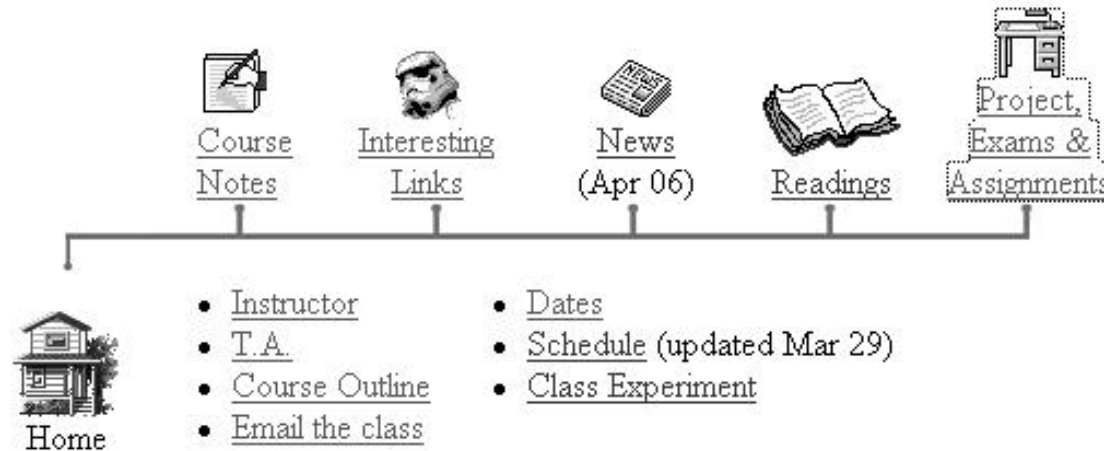 NEWS
Course
Notes
Interesting
Links
News
(Apr 06)
Readings
Project,
Exams &
Assignments
Home
• Instructor
• T.A.
• Course Outline
• Email the class
• Dates
• Schedule (updated Mar 29)
• Class Experiment